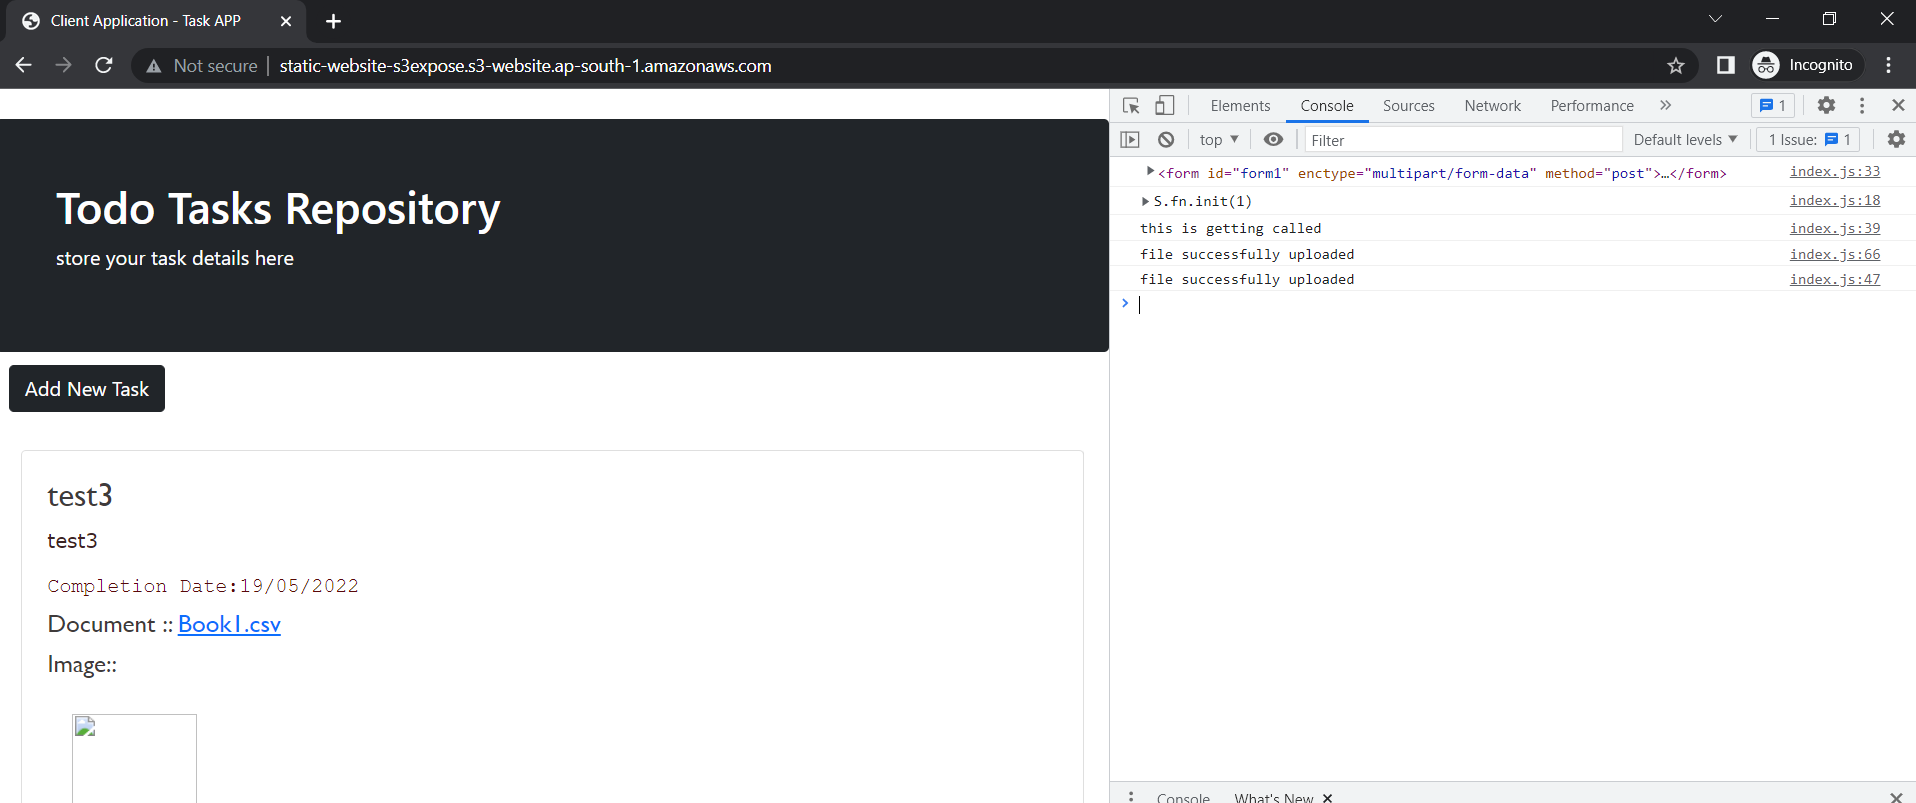 Client Application - Task APP
Not secure static-website-s3expose.s3-website.ap-south-1.amazonaws.com Incognito
Todo Tasks Repository
store your task details here
Add New Task
test3
test3
Completion Date:19/05/2022
Document :: Book1.csv
Image::
Elements Console Sources Network Performance 1
top Filter Default levels 1 Issue: 1
<form id="form1" enctype="multipart/form-data" method="post">…</form> index.js:33
S.fn.init(1) index.js:18
this is getting called index.js:39
file successfully uploaded index.js:66
file successfully uploaded index.js:47
Console What's New